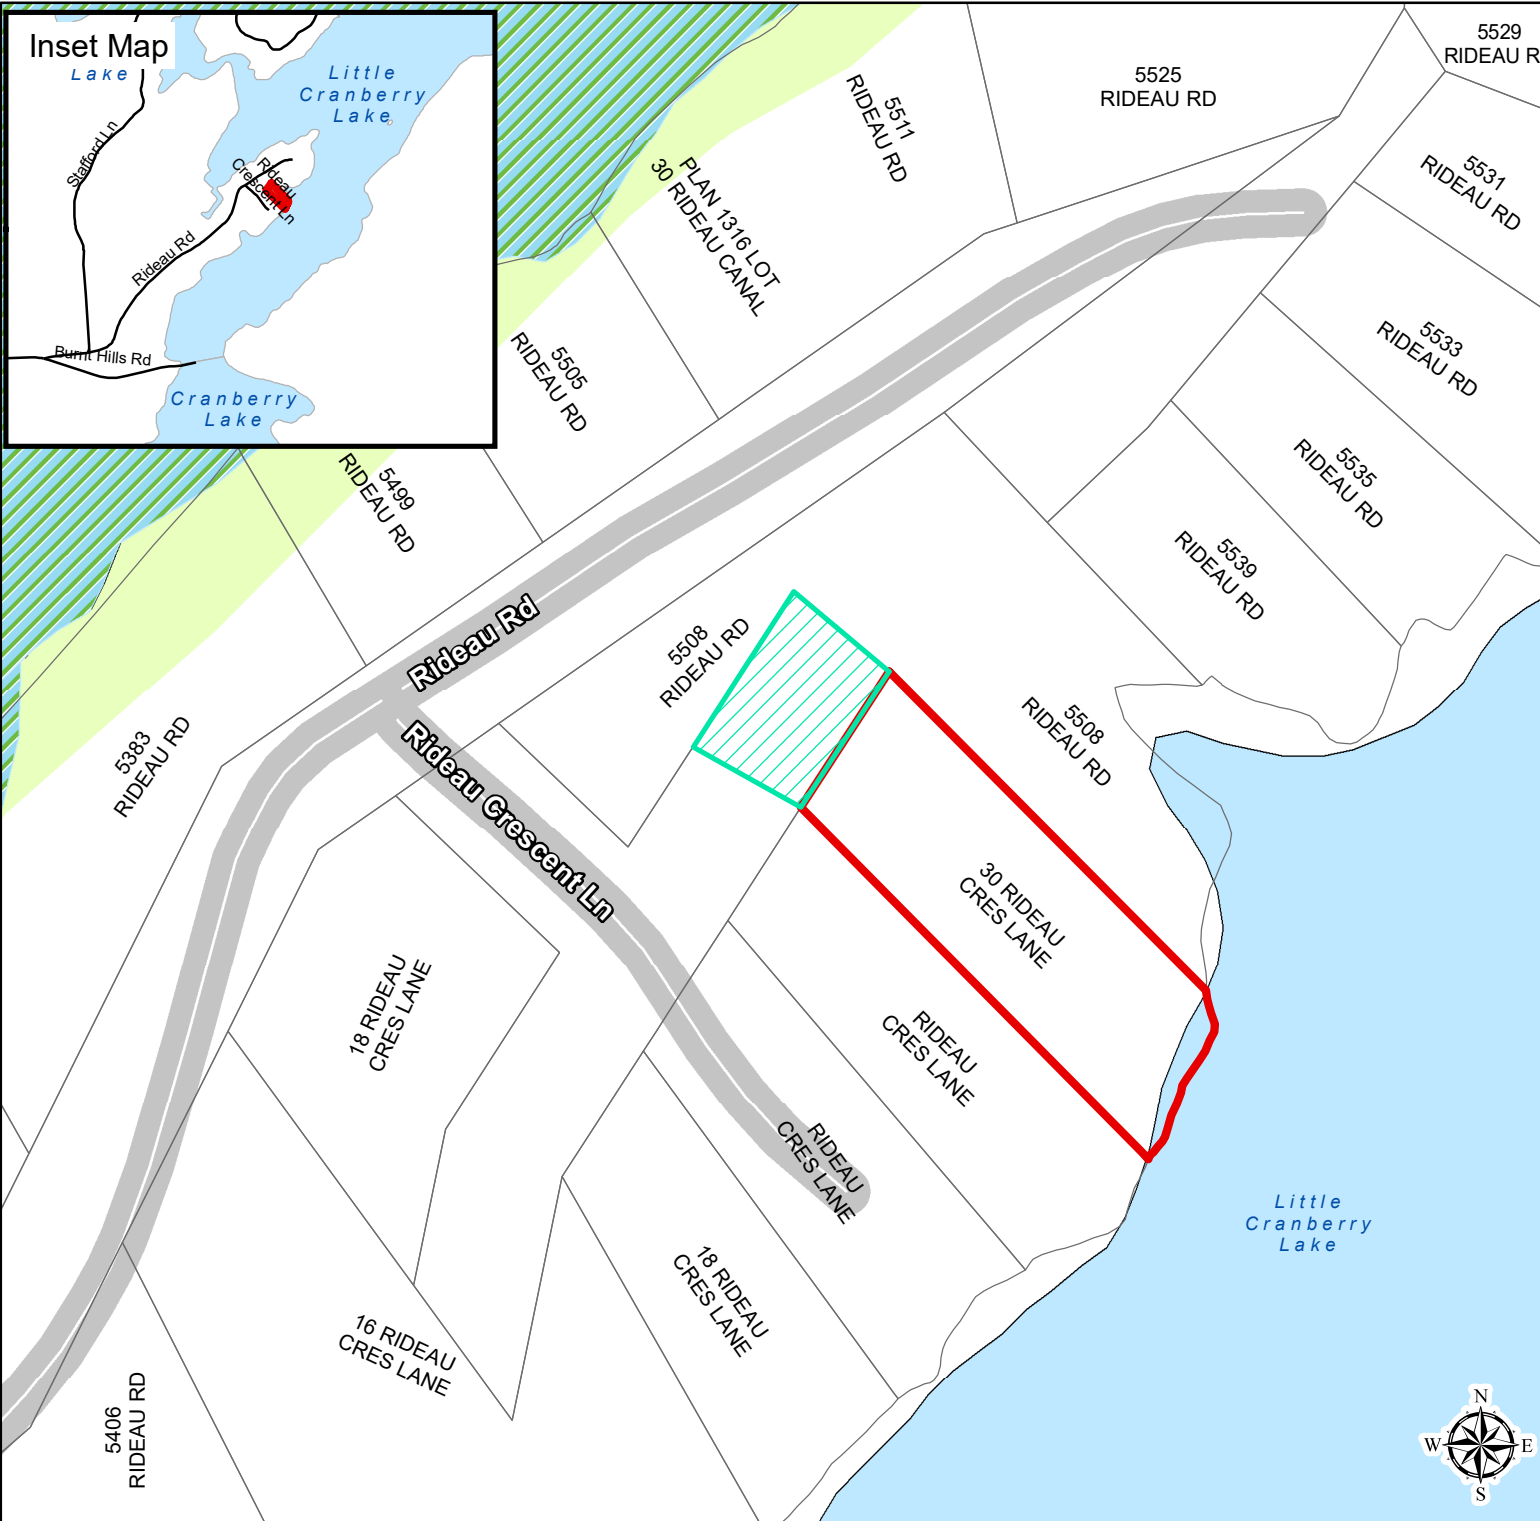 Inset Map
Lake
Little
Cranberry
Lake
Stafford Ln
Rideau
Crescent Ln
Rideau Rd
Burnt Hills Rd
Cranberry
Lake
5529
RIDEAU R
5525
RIDEAU RD
5511
RIDEAU RD
PLAN 1316 LOT
30 RIDEAU CANAL
5531
RIDEAU RD
5533
RIDEAU RD
5505
RIDEAU RD
5499
RIDEAU RD
5535
RIDEAU RD
5539
RIDEAU RD
Rideau Rd
5508
RIDEAU RD
5508
RIDEAU RD
5383
RIDEAU RD
Rideau Crescent Ln
30 RIDEAU
CRES LANE
18 RIDEAU
CRES LANE
RIDEAU
CRES LANE
RIDEAU
CRES LANE
Little
Cranberry
Lake
18 RIDEAU
CRES LANE
16 RIDEAU
CRES LANE
5406
RIDEAU RD
N
W
E
S